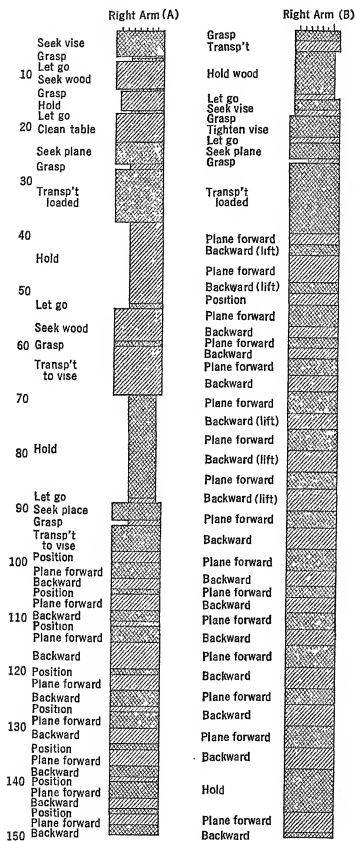 Right Arm (A)
Seek vise
Grasp
Let go
10
Seek wood
Grasp
Hold
Let go
20
Clean table
Seek plane
Grasp
30
Transp't
loaded
40
Hold
50
Let go
Seek wood
60
Grasp
Transp't
to vise
70
80
Hold
Let go
90
Seek place
Grasp
Transp't
to vise
100
Position
Plane forward
Backward
Position
Plane forward
110
Backward
Position
Plane forward
Backward
120
Position
Plane forward
Backward
Position
130
Plane forward
Backward
Position
Plane forward
Backward
140
Position
Plane forward
Backward
Position
Plane forward
150
Backward
Right Arm (B)
Grasp
Transp't
Hold wood
Let go
Seek vise
Grasp
Tighten vise
Let go
Seek plane
Grasp
Transp't
loaded
Plane forward
Backward (lift)
Plane forward
Backward (lift)
Position
Plane forward
Backward
Plane forward
Backward
Plane forward
Backward
Plane forward
Backward (lift)
Plane forward
Backward (lift)
Plane forward
Backward (lift)
Plane forward
Backward
Plane forward
Backward
Plane forward
Backward
Plane forward
Backward
Plane forward
Backward
Plane forward
Backward
Plane forward
Backward
Hold
Plane forward
Backward